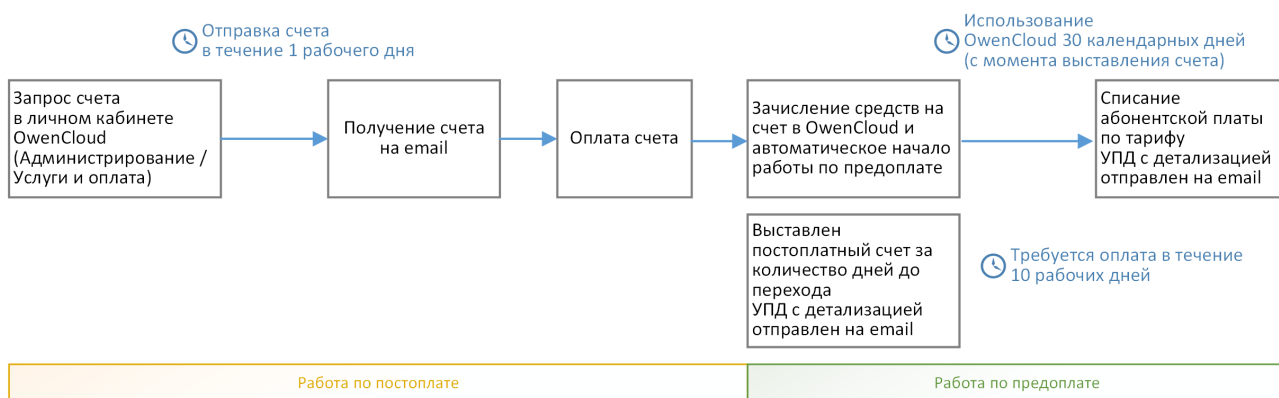 Отправка счета
в течение 1 рабочего дня
Использование
OwenCloud 30 календарных дней
(с момента выставления счета)
Запрос счета
в личном кабинете
OwenCloud
(Администрирование /
Услуги и оплата)
Получение счета
на email
Оплата счета
Зачисление средств на
счет в OwenCloud и
автоматическое начало
работы по предоплате
Списание
абонентской платы
по тарифу
УПД с детализацией
отправлен на email
Выставлен
постоплатный счет за
количество дней до
перехода
УПД с детализацией
отправлен на email
Требуется оплата в течение
10 рабочих дней
Работа по постоплате
Работа по предоплате